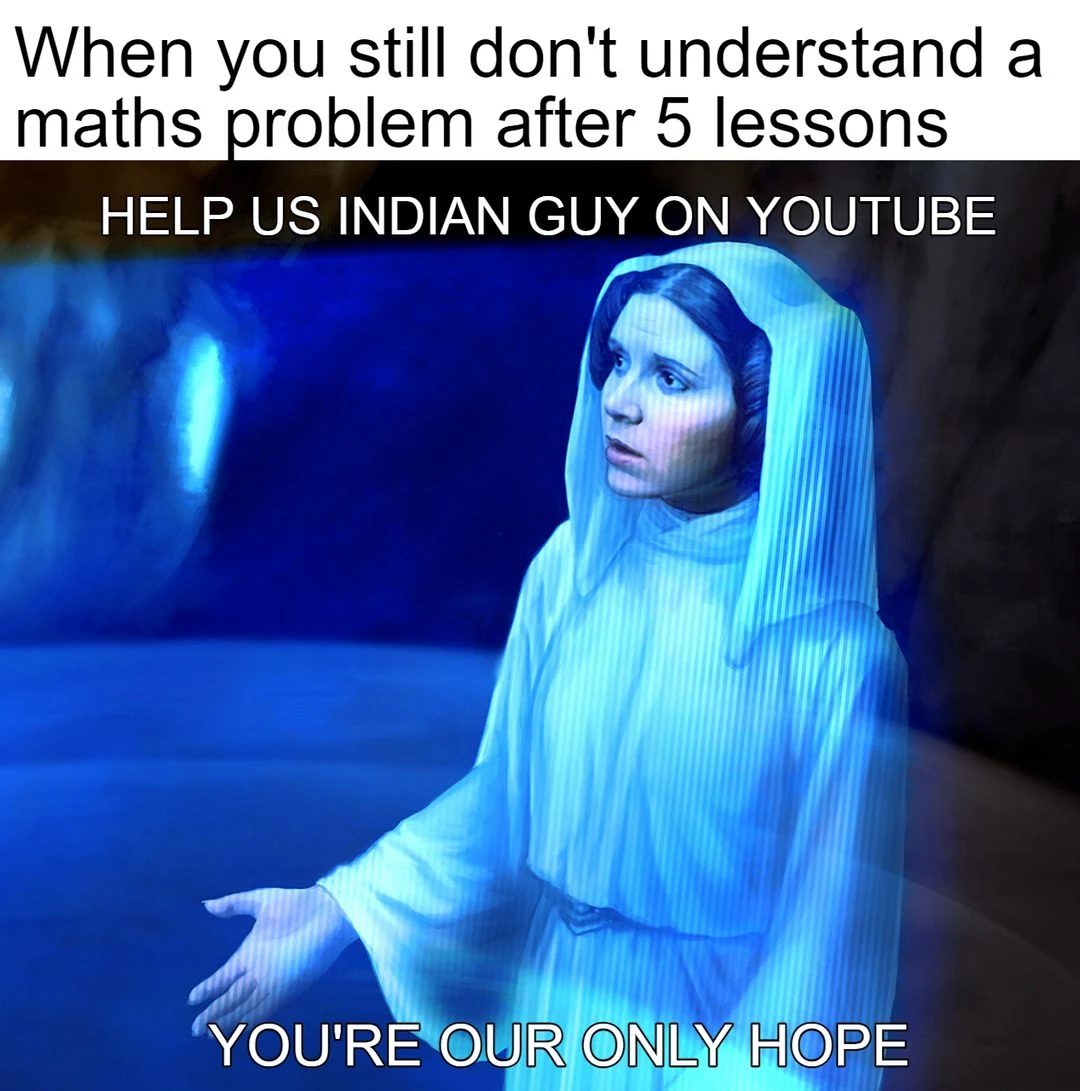 When you still don't understand a
maths problem after 5 lessons
HELP US INDIAN GUY ON YOUTUBE
YOU'RE OUR ONLY HOPE